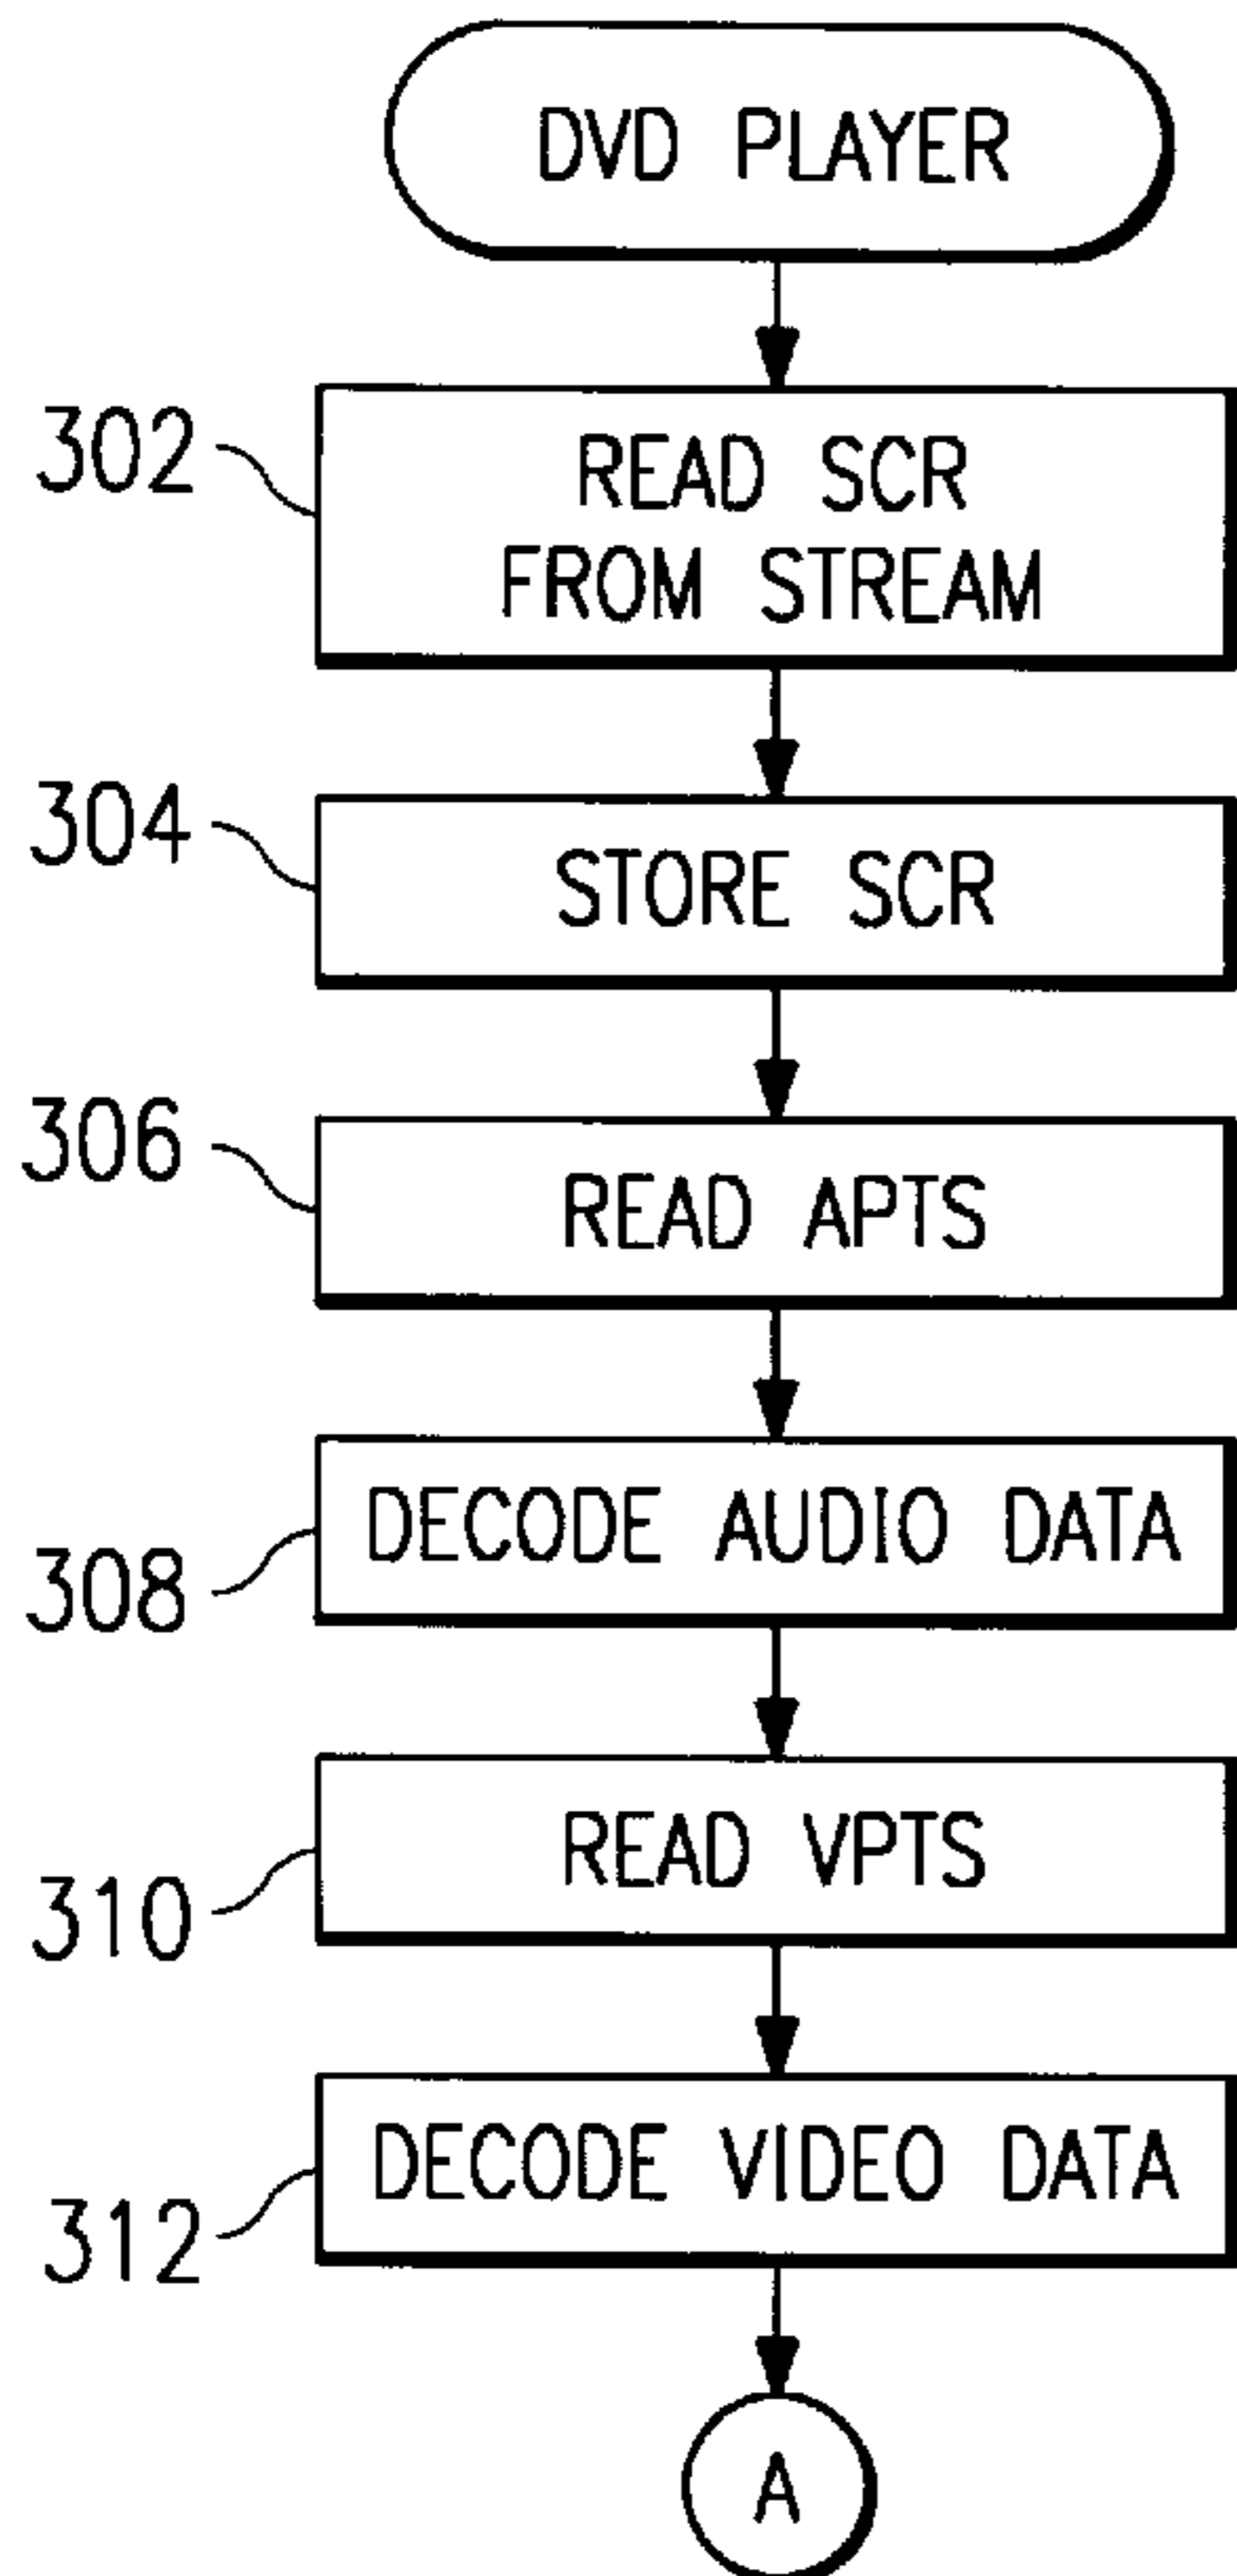 DVD PLAYER
302
READ SCR
FROM STREAM
304
STORE SCR
306
READ APTS
308
DECODE AUDIO DATA
310
READ VPTS
312
DECODE VIDEO DATA
A